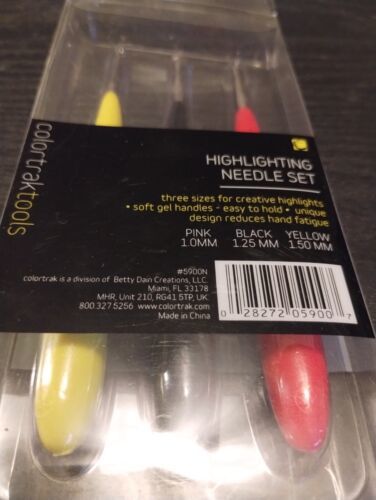 colortraktools
HIGHLIGHTING
NEEDLE SET
three sizes for creative highlights
• soft gel handles - easy to hold • unique
design reduces hand fatigue
PINK BLACK YELLOW
1.0MM 1.25 MM 1.50 MM
#5900N
colortrak is a division of Betty Dain Creations, LLC.
Miami, FL 33178
MHR, Unit 210, RG41 5TP, UK
800.327.5256 www.colortrak.com
Made in China
0 28272 05900 7